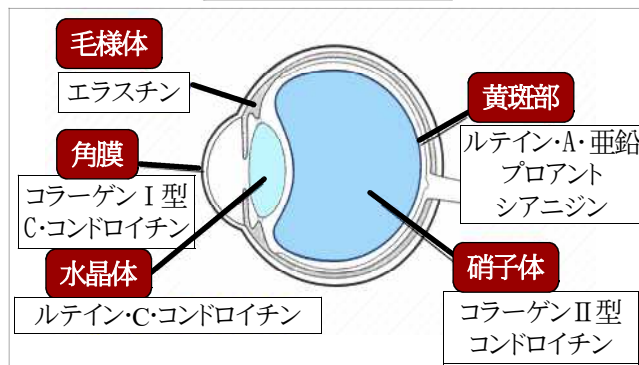 毛様体
エラスチン
角膜
コラーゲンⅠ型
C・コンドロイチン
水晶体
ルテイン・C・コンドロイチン
黄斑部
ルテイン・A・亜鉛
プロアント
シアニジン
硝子体
コラーゲンⅡ型
コンドロイチン